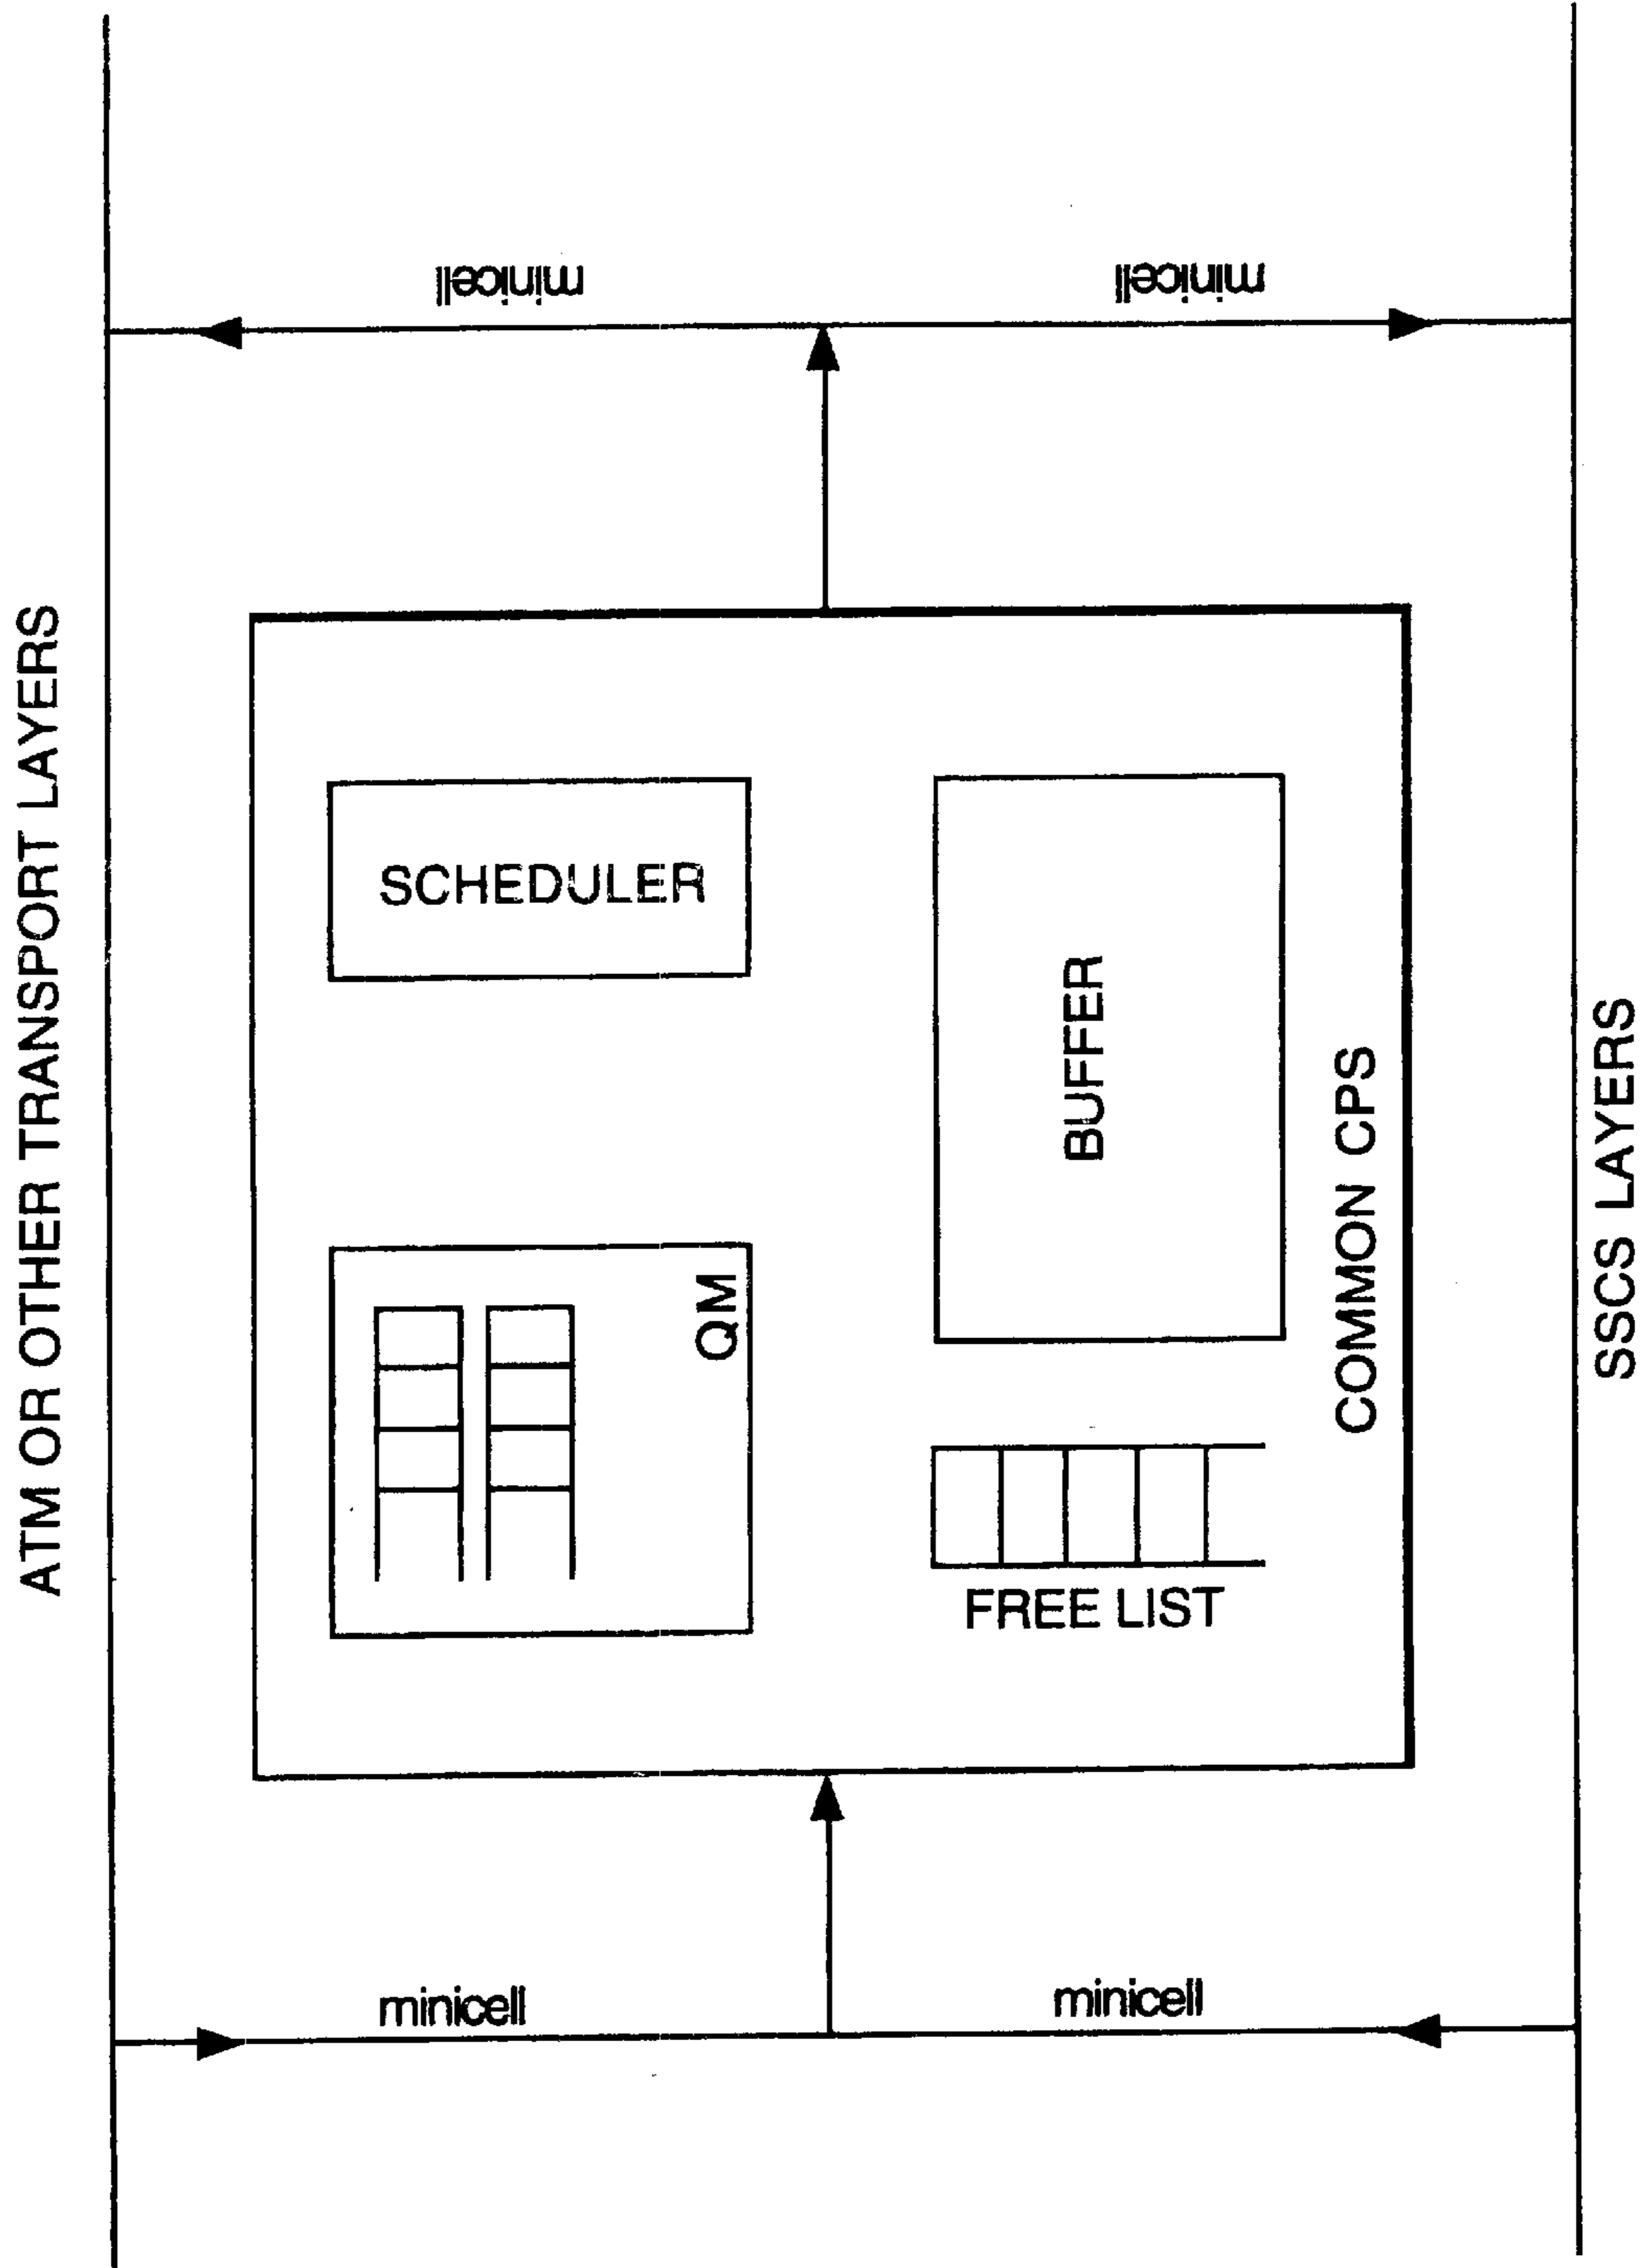 ATM OR OTHER TRANSPORT LAYERS
minicell
minicell
SCHEDULER
QM
BUFFER
FREE LIST
COMMON CPS
minicell
minicell
SSCS LAYERS